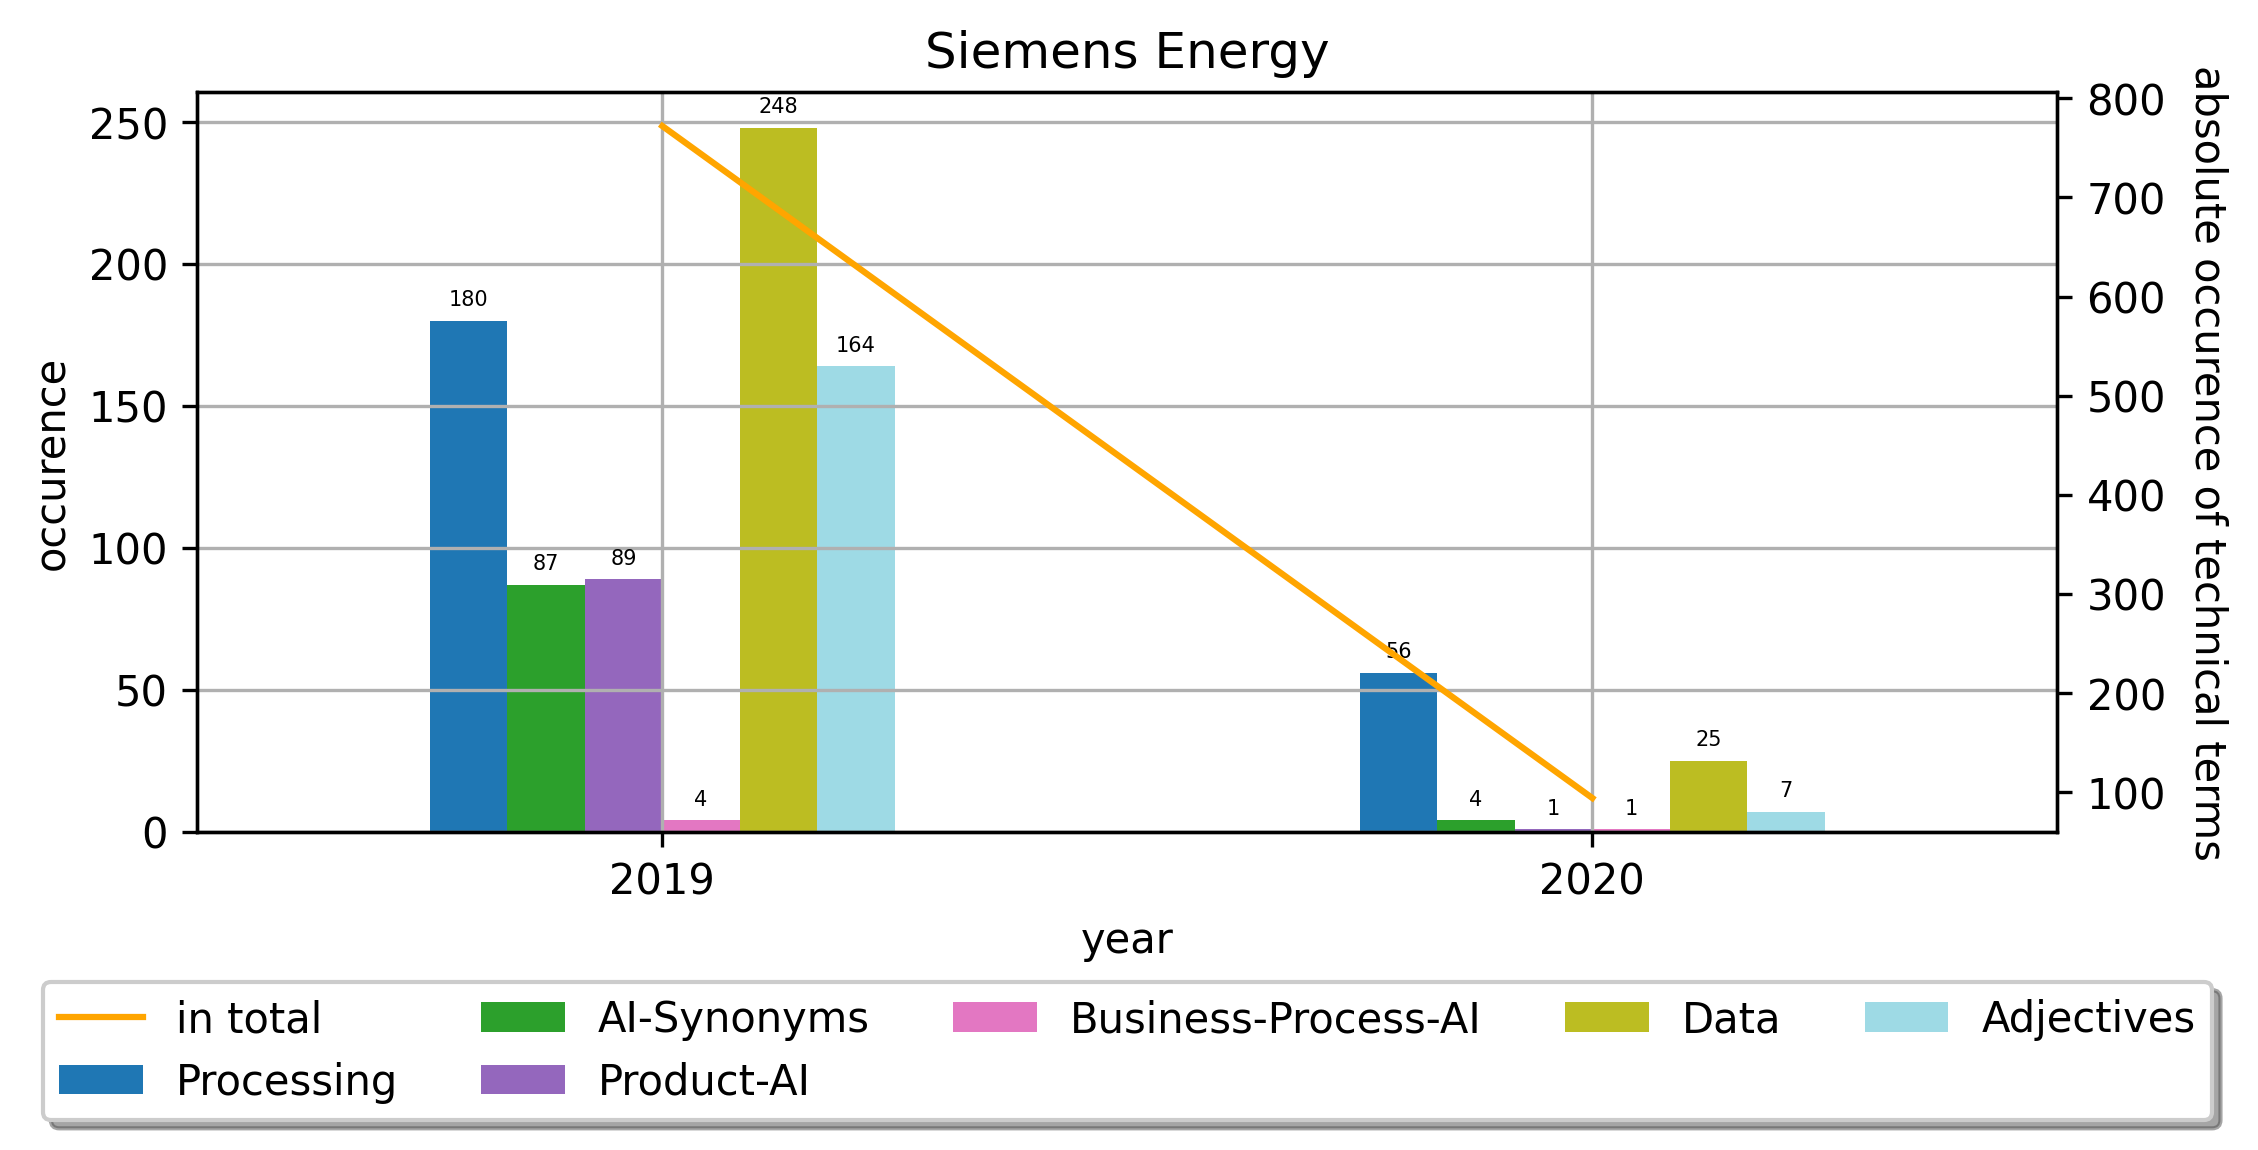 Siemens Energy
250
200
150
100
50
0
occurence
800
700
600
500
400
300
200
100
absolute occurence of technical terms
180
87
89
4
248
164
56
4
1
1
25
7
2019
2020
year
in total
Processing
AI-Synonyms
Product-AI
Business-Process-AI
Data
Adjectives